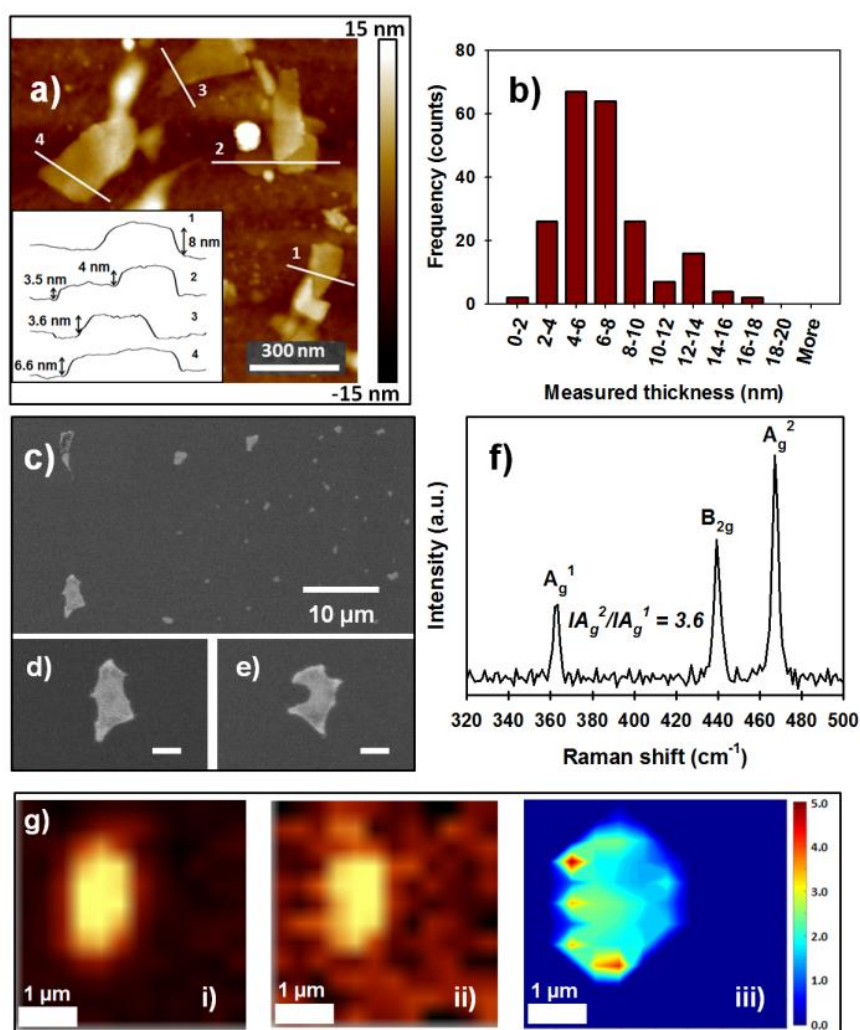 a)
15 nm
-15 nm
3
4
2
1
300 nm
1
8 nm
3.5 nm
4 nm
2
3.6 nm
3
6.6 nm
4
b)
Frequency (counts)
80
60
40
20
0
0-2
2-4
4-6
6-8
8-10
10-12
12-14
14-16
16-18
18-20
More
Measured thickness (nm)
c)
10 µm
d)
e)
f)
Intensity (a.u.)
A_g^1
B_2g
A_g^2
IA_g^2/IA_g^1 = 3.6
320 340 360 380 400 420 440 460 480 500
Raman shift (cm^-1)
g)
1 µm
i)
1 µm
ii)
1 µm
iii)
5.0
4.0
3.0
2.0
1.0
0.0